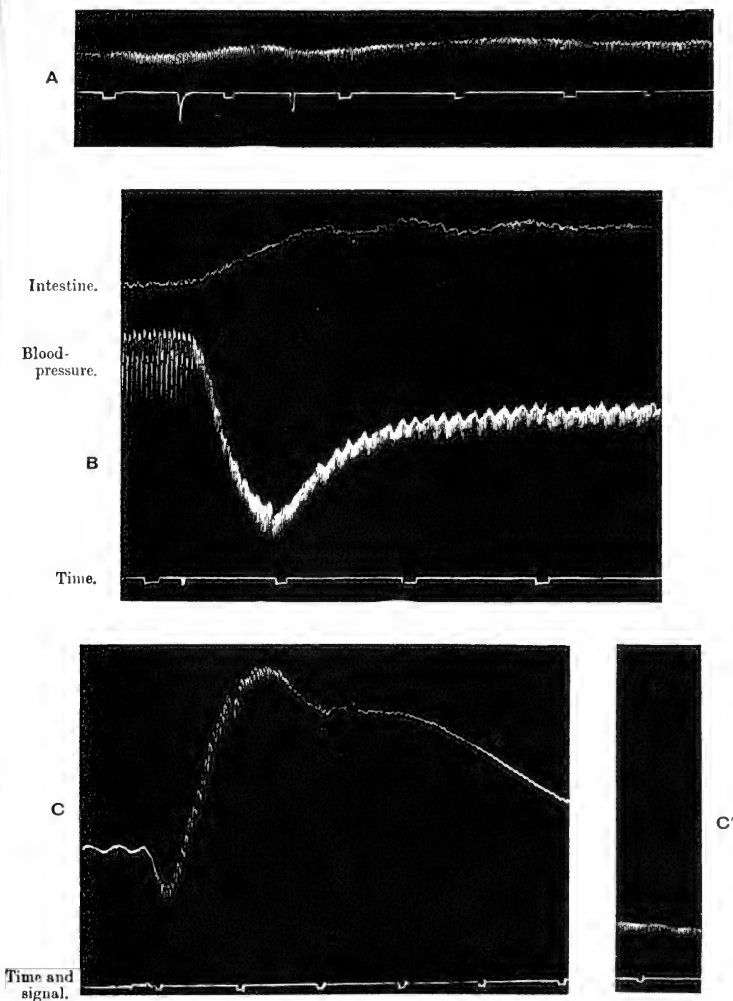 A
Intestine.
Blood-
pressure.
B
Time.
C
C'
Time and
signal.